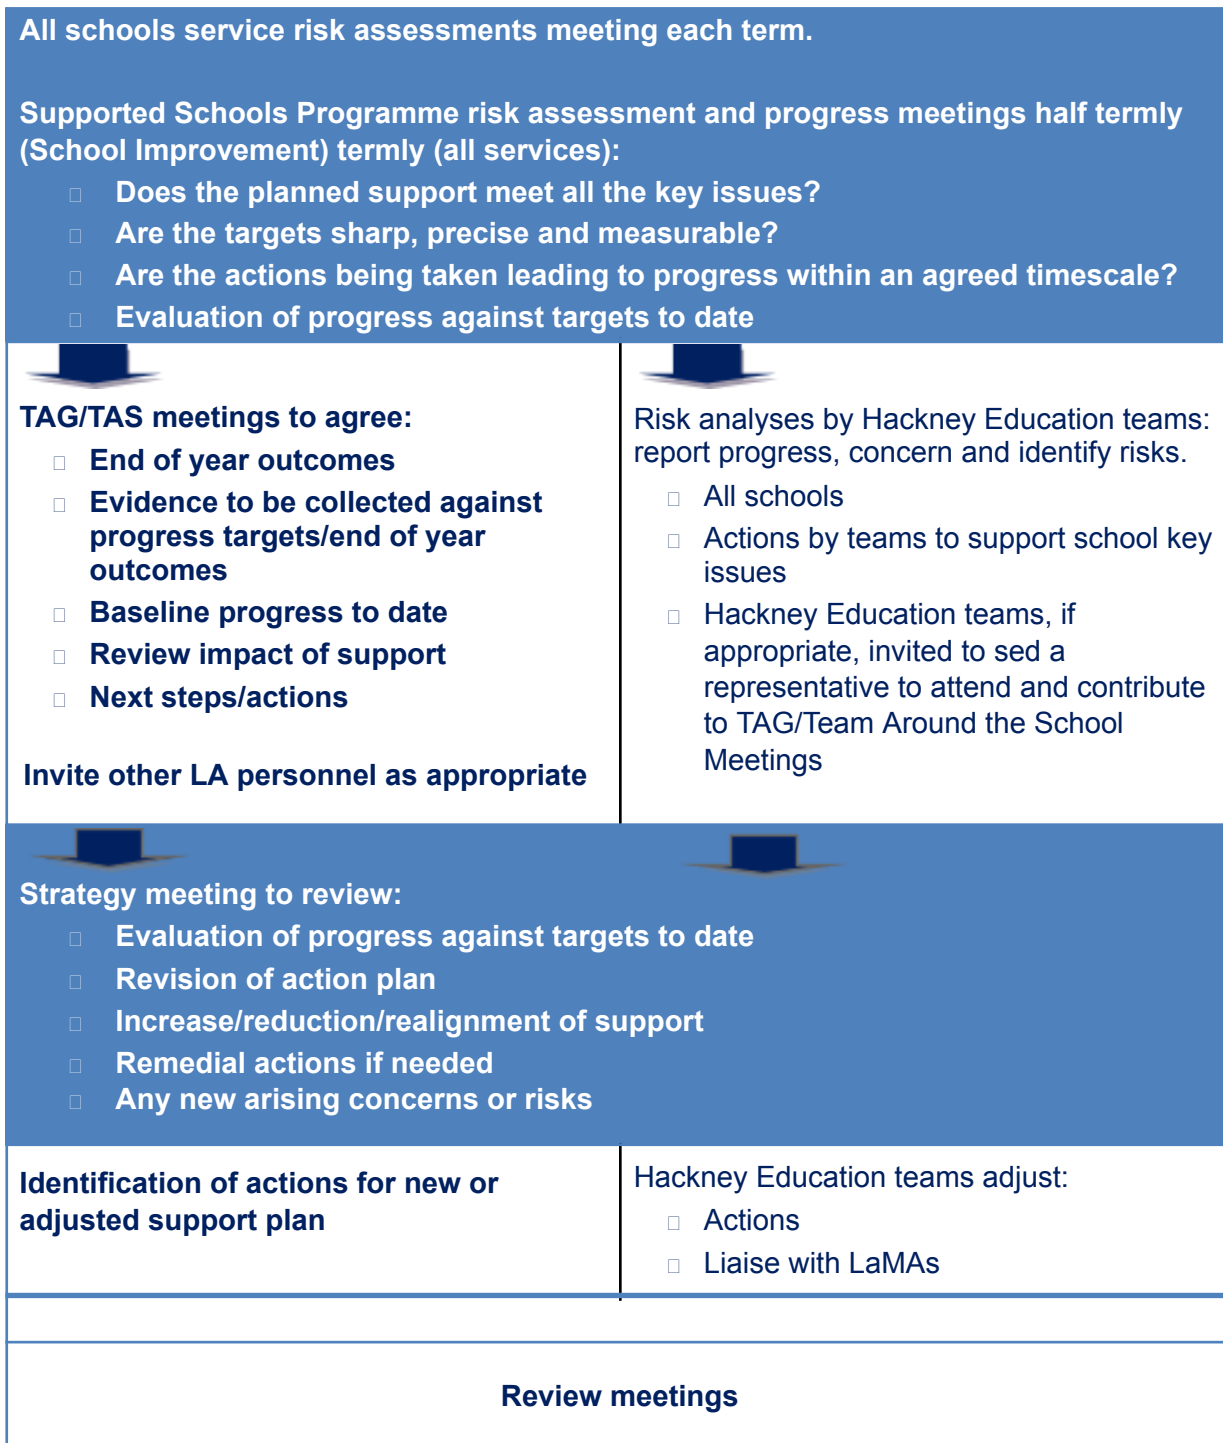 All schools service risk assessments meeting each term.
Supported Schools Programme risk assessment and progress meetings half termly
(School Improvement) termly (all services):
Does the planned support meet all the key issues?
Are the targets sharp, precise and measurable?
Are the actions being taken leading to progress within an agreed timescale?
Evaluation of progress against targets to date
TAG/TAS meetings to agree:
End of year outcomes
Evidence to be collected against
progress targets/end of year
outcomes
Baseline progress to date
Review impact of support
Next steps/actions
Invite other LA personnel as appropriate
Risk analyses by Hackney Education teams:
report progress, concern and identify risks.
All schools
Actions by teams to support school key
issues
Hackney Education teams, if
appropriate, invited to sed a
representative to attend and contribute
to TAG/Team Around the School
Meetings
Strategy meeting to review:
Evaluation of progress against targets to date
Revision of action plan
Increase/reduction/realignment of support
Remedial actions if needed
Any new arising concerns or risks
Identification of actions for new or
adjusted support plan
Hackney Education teams adjust:
Actions
Liaise with LaMAs
Review meetings